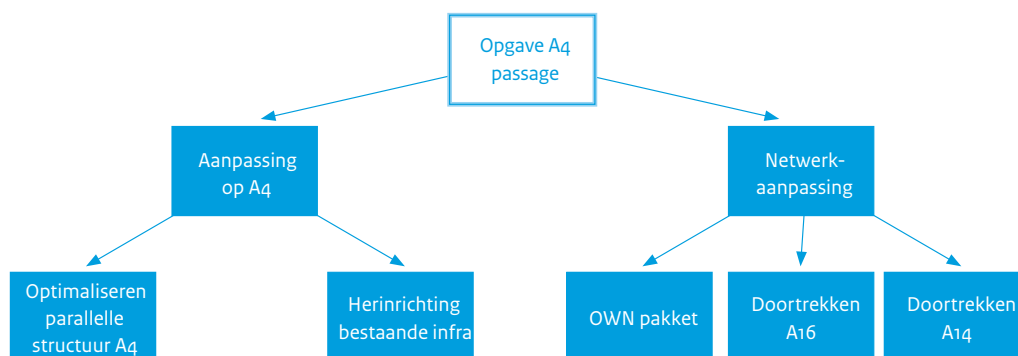 Opgave A4
passage
Aanpassing
op A4
Netwerk-
aanpassing
Optimaliseren
parallelle
structuur A4
Herinrichting
bestaande infra
OWN pakket
Doortrekken
A16
Doortrekken
A14